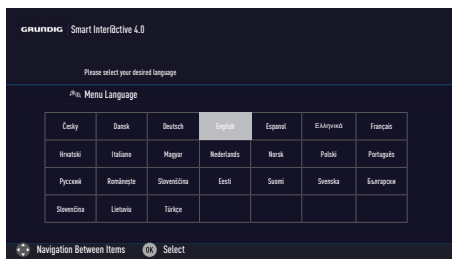 GRUNDIG Smart Inter@ctive 4.0
Please select your desired language
Menu Language
Česky Dansk Deutsch English Espanol Ελληνικά Français
Hrvatski Italiano Magyar Nederlands Norsk Polski Português
Русский Românește Slovenščina Eesti Suomi Svenska Български
Slovenčina Lietuviu Türkçe
Navigation Between Items OK Select